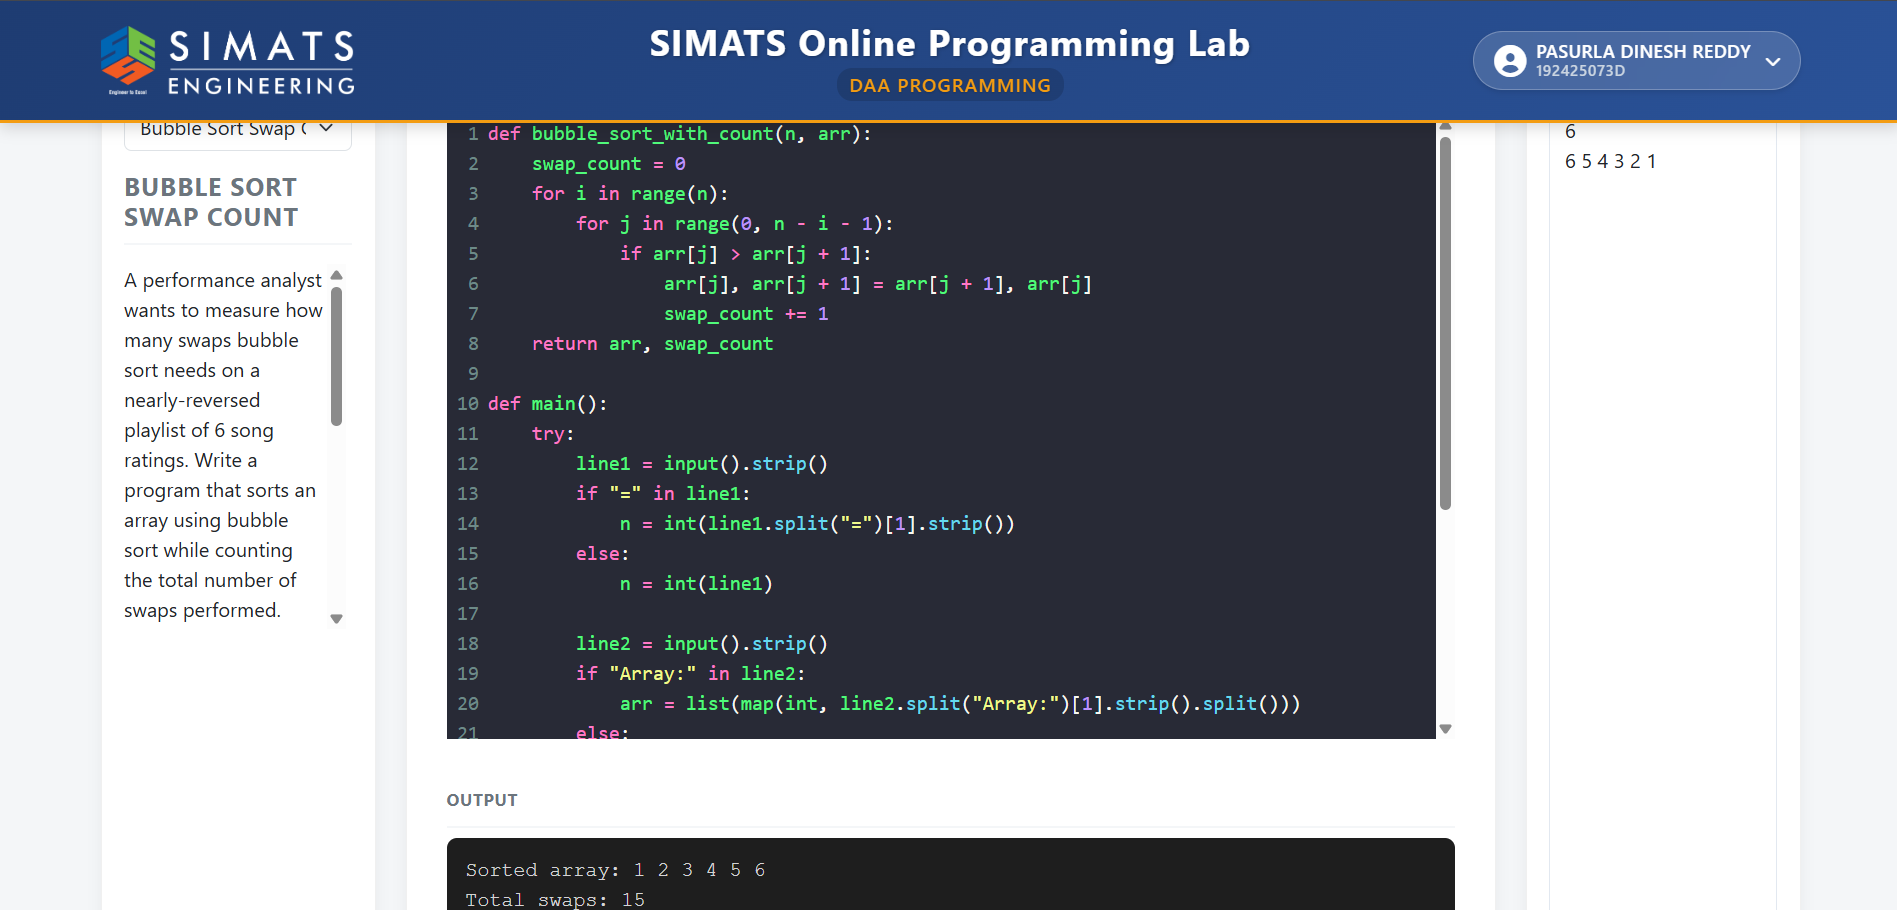 SIMATS
ENGINEERING
Engineer to Excel
SIMATS Online Programming Lab
DAA PROGRAMMING
PASURLA DINESH REDDY
192425073D
Bubble Sort Swap C
BUBBLE SORT
SWAP COUNT
A performance analyst
wants to measure how
many swaps bubble
sort needs on a
nearly-reversed
playlist of 6 song
ratings. Write a
program that sorts an
array using bubble
sort while counting
the total number of
swaps performed.
1 def bubble_sort_with_count(n, arr):
2     swap_count = 0
3     for i in range(n):
4         for j in range(0, n - i - 1):
5             if arr[j] > arr[j + 1]:
6                 arr[j], arr[j + 1] = arr[j + 1], arr[j]
7                 swap_count += 1
8     return arr, swap_count
9
10 def main():
11     try:
12         line1 = input().strip()
13         if "=" in line1:
14             n = int(line1.split("=")[1].strip())
15         else:
16             n = int(line1)
17
18         line2 = input().strip()
19         if "Array:" in line2:
20             arr = list(map(int, line2.split("Array:")[1].strip().split()))
21         else:
OUTPUT
Sorted array: 1 2 3 4 5 6
Total swaps: 15
6
6 5 4 3 2 1